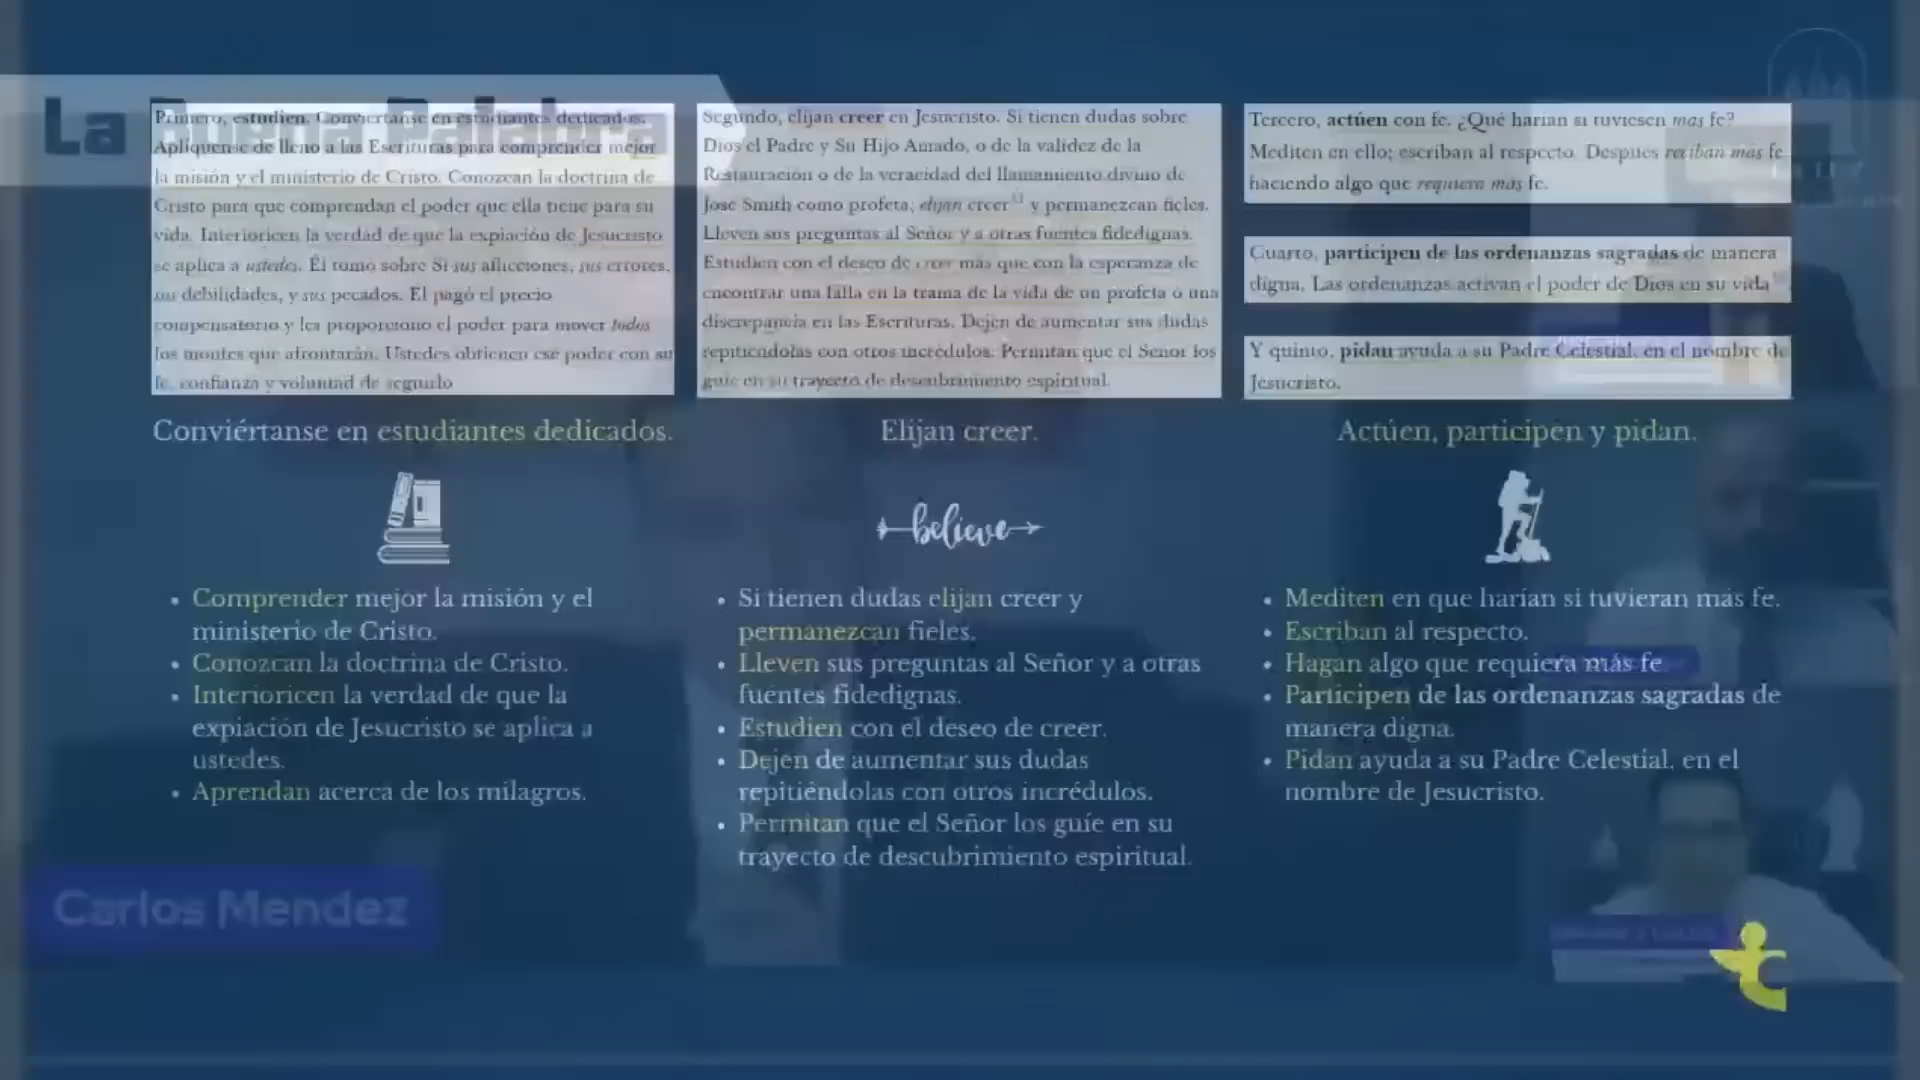 La Buena Palabra
Primero, estudien. Conviértanse en estudiantes dedicados.
Aplíquense de lleno a las Escrituras para comprender mejor
la misión y el ministerio de Cristo. Conozcan la doctrina de
Cristo para que comprendan el poder que ella tiene para su
vida. Interioricen la verdad de que la expiación de Jesucristo
se aplica a ustedes. Él tomó sobre Sí sus aflicciones, sus errores,
sus debilidades, y sus pecados. Él pagó el precio
compensatorio y les proporcionó el poder para mover todos
los montes que afrontarán. Ustedes obtienen ese poder con su
fe, confianza y voluntad de seguirlo
Conviértanse en estudiantes dedicados.
• Comprender mejor la misión y el
ministerio de Cristo.
• Conozcan la doctrina de Cristo.
• Interioricen la verdad de que la
expiación de Jesucristo se aplica a
ustedes.
• Aprendan acerca de los milagros.
Segundo, elijan creer en Jesucristo. Si tienen dudas sobre
Dios el Padre y Su Hijo Amado, o de la validez de la
Restauración o de la veracidad del llamamiento divino de
José Smith como profeta, elijan creer y permanezcan fieles.
Lleven sus preguntas al Señor y a otras fuentes fidedignas.
Estudien con el deseo de creer más que con la esperanza de
encontrar una falla en la trama de la vida de un profeta o una
discrepancia en las Escrituras. Dejen de aumentar sus dudas
repitiéndolas con otros incrédulos. Permitan que el Señor los
guíe en su trayecto de descubrimiento espiritual.
Elijan creer.
believe
• Si tienen dudas elijan creer y
permanezcan fieles.
• Lleven sus preguntas al Señor y a otras
fuentes fidedignas.
• Estudien con el deseo de creer.
• Dejen de aumentar sus dudas
repitiéndolas con otros incrédulos.
• Permitan que el Señor los guíe en su
trayecto de descubrimiento espiritual.
Tercero, actúen con fe. ¿Qué harían si tuviesen más fe?
Mediten en ello; escriban al respecto. Después reciban más fe
haciendo algo que requiera más fe.
Cuarto, participen de las ordenanzas sagradas de manera
digna. Las ordenanzas activan el poder de Dios en su vida
Y quinto, pidan ayuda a su Padre Celestial, en el nombre de
Jesucristo.
Actúen, participen y pidan.
• Mediten en que harían si tuvieran más fe.
• Escriban al respecto.
• Hagan algo que requiera más fe.
• Participen de las ordenanzas sagradas de
manera digna.
• Pidan ayuda a su Padre Celestial, en el
nombre de Jesucristo.
Carlos Mendez